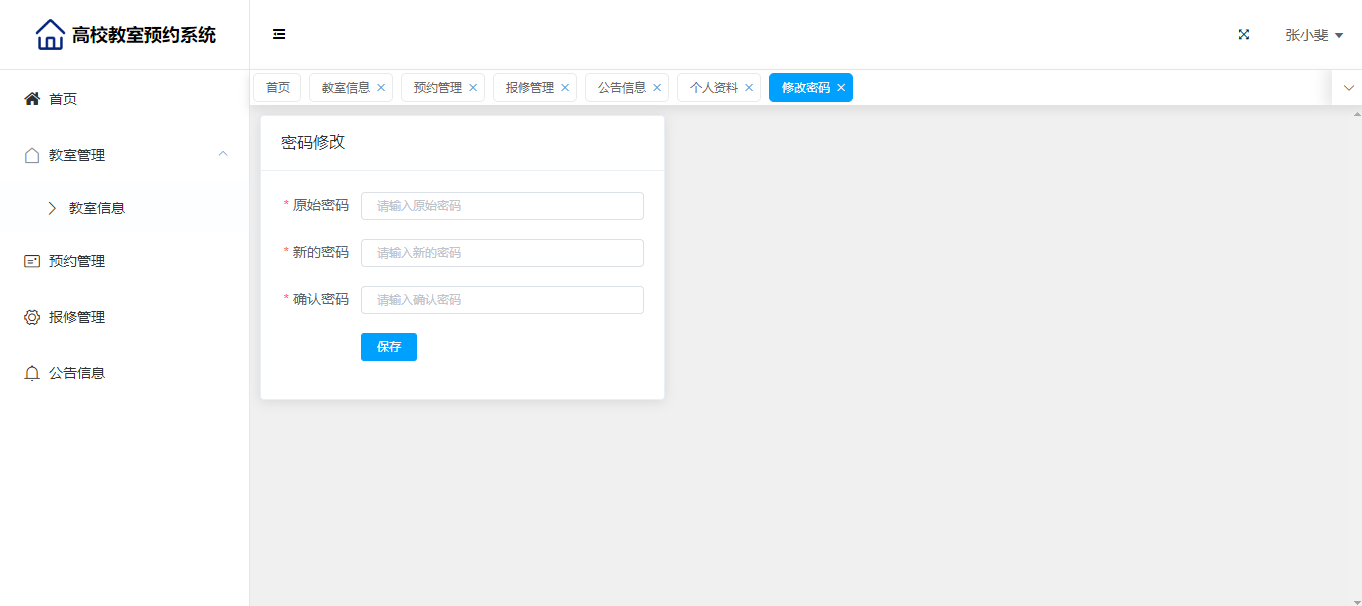 高校教室预约系统
张小斐
首页
教室管理
教室信息
预约管理
报修管理
公告信息
首页 教室信息 预约管理 报修管理 公告信息 个人资料 修改密码
密码修改
* 原始密码 请输入原始密码
* 新的密码 请输入新的密码
* 确认密码 请输入确认密码
保存